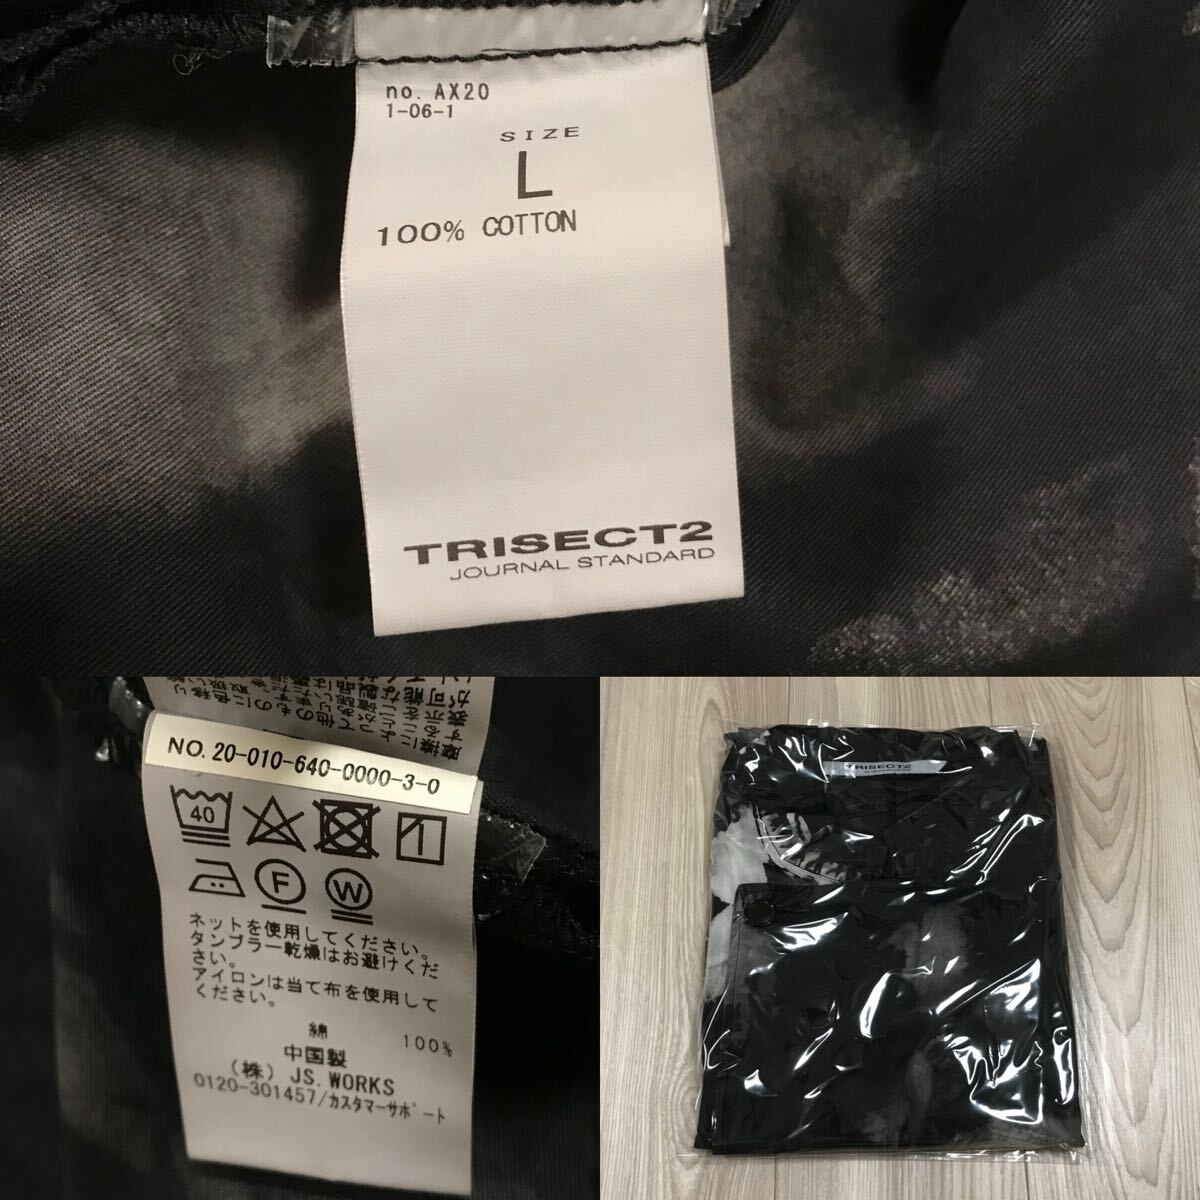 no. AX20
1-06-1
SIZE
L
100% COTTON
TRISECT2
JOURNAL STANDARD
NO. 20-010-640-0000-3-0
40
F
W
ネットを使用してください。
タンブラー乾燥はお避けくだ
さい。
アイロンは当て布を使用して
ください。
綿 100%
中国製
(株) JS.WORKS
0120-301457/カスタマーサポート
TRISECT2